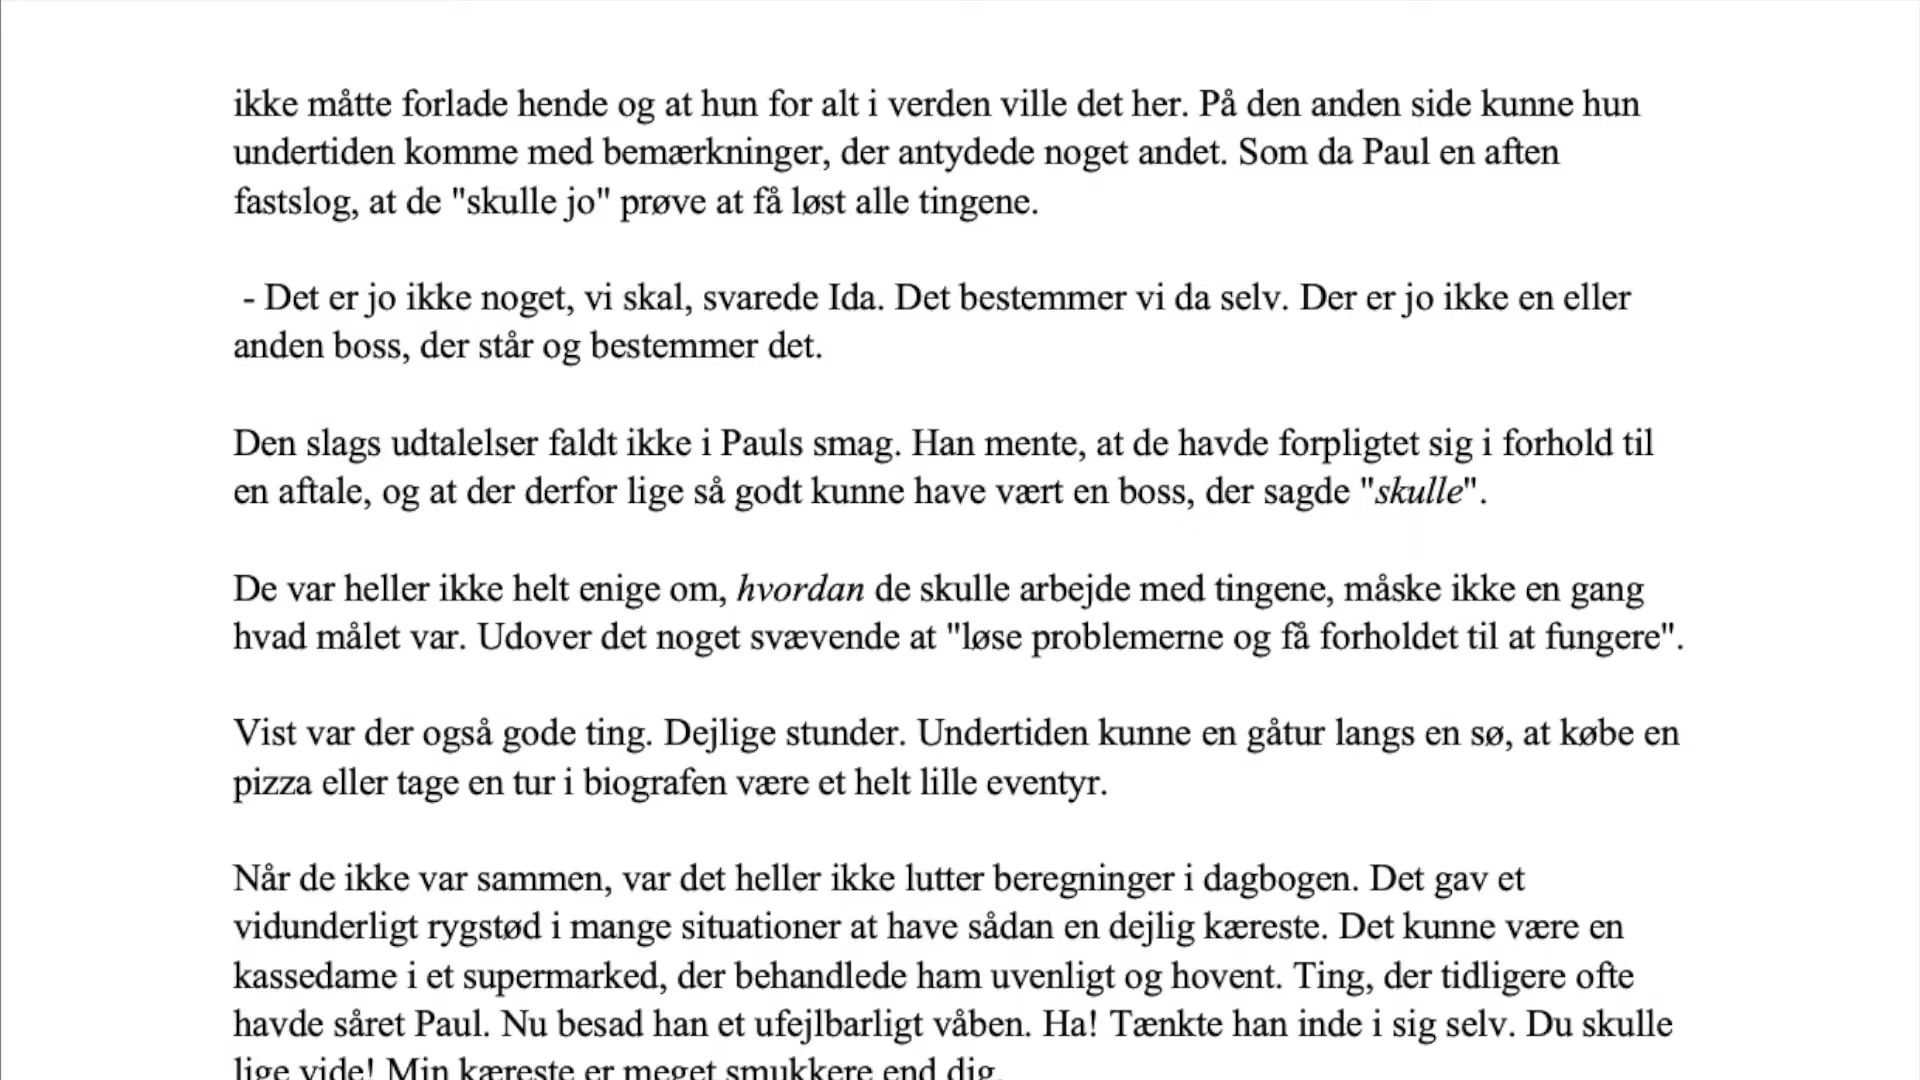 ikke måtte forlade hende og at hun for alt i verden ville det her. På den anden side kunne hun
undertiden komme med bemærkninger, der antydede noget andet. Som da Paul en aften
fastslog, at de "skulle jo" prøve at få løst alle tingene.
- Det er jo ikke noget, vi skal, svarede Ida. Det bestemmer vi da selv. Der er jo ikke en eller
anden boss, der står og bestemmer det.
Den slags udtalelser faldt ikke i Pauls smag. Han mente, at de havde forpligtet sig i forhold til
en aftale, og at der derfor lige så godt kunne have vært en boss, der sagde "skulle".
De var heller ikke helt enige om, hvordan de skulle arbejde med tingene, måske ikke en gang
hvad målet var. Udover det noget svævende at "løse problemerne og få forholdet til at fungere".
Vist var der også gode ting. Dejlige stunder. Undertiden kunne en gåtur langs en sø, at købe en
pizza eller tage en tur i biografen være et helt lille eventyr.
Når de ikke var sammen, var det heller ikke lutter beregninger i dagbogen. Det gav et
vidunderligt rygstød i mange situationer at have sådan en dejlig kæreste. Det kunne være en
kassedame i et supermarked, der behandlede ham uvenligt og hovent. Ting, der tidligere ofte
havde såret Paul. Nu besad han et ufejlbarligt våben. Ha! Tænkte han inde i sig selv. Du skulle
lige vide! Min kæreste er meget smukkere end dig.